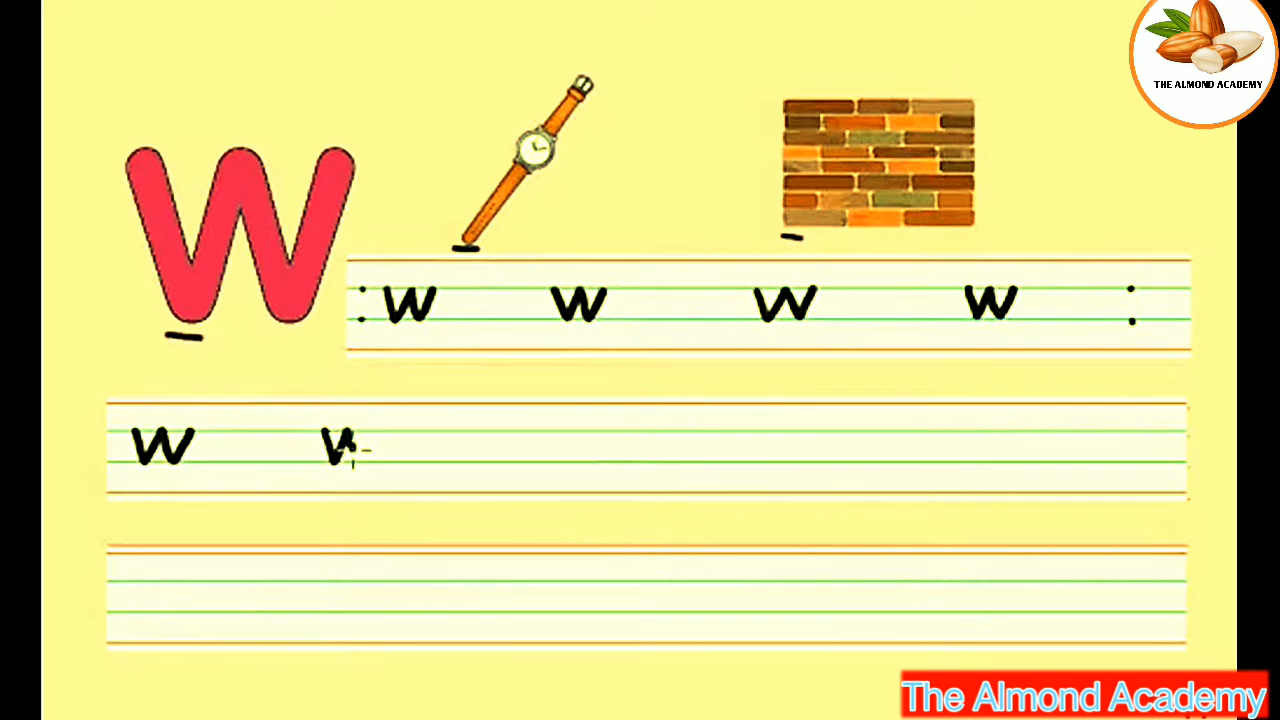 THE ALMOND ACADEMY
W
: w w w w :
w
The Almond Academy